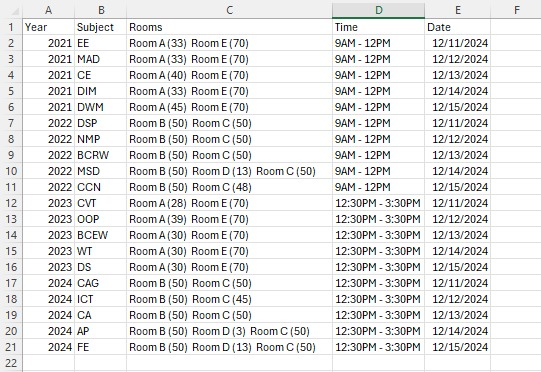 A B C D E F
1 Year Subject Rooms Time Date
2 2021 EE Room A (33) Room E (70) 9AM - 12PM 12/11/2024
3 2021 MAD Room A (33) Room E (70) 9AM - 12PM 12/12/2024
4 2021 CE Room A (40) Room E (70) 9AM - 12PM 12/13/2024
5 2021 DIM Room A (33) Room E (70) 9AM - 12PM 12/14/2024
6 2021 DWM Room A (45) Room E (70) 9AM - 12PM 12/15/2024
7 2022 DSP Room B (50) Room C (50) 9AM - 12PM 12/11/2024
8 2022 NMP Room B (50) Room C (50) 9AM - 12PM 12/12/2024
9 2022 BCRW Room B (50) Room C (50) 9AM - 12PM 12/13/2024
10 2022 MSD Room B (50) Room D (13) Room C (50) 9AM - 12PM 12/14/2024
11 2022 CCN Room B (50) Room C (48) 9AM - 12PM 12/15/2024
12 2023 CVT Room A (28) Room E (70) 12:30PM - 3:30PM 12/11/2024
13 2023 OOP Room A (39) Room E (70) 12:30PM - 3:30PM 12/12/2024
14 2023 BCEW Room A (30) Room E (70) 12:30PM - 3:30PM 12/13/2024
15 2023 WT Room A (30) Room E (70) 12:30PM - 3:30PM 12/14/2024
16 2023 DS Room A (30) Room E (70) 12:30PM - 3:30PM 12/15/2024
17 2024 CAG Room B (50) Room C (50) 12:30PM - 3:30PM 12/11/2024
18 2024 ICT Room B (50) Room C (45) 12:30PM - 3:30PM 12/12/2024
19 2024 CA Room B (50) Room C (50) 12:30PM - 3:30PM 12/13/2024
20 2024 AP Room B (50) Room D (3) Room C (50) 12:30PM - 3:30PM 12/14/2024
21 2024 FE Room B (50) Room D (13) Room C (50) 12:30PM - 3:30PM 12/15/2024
22